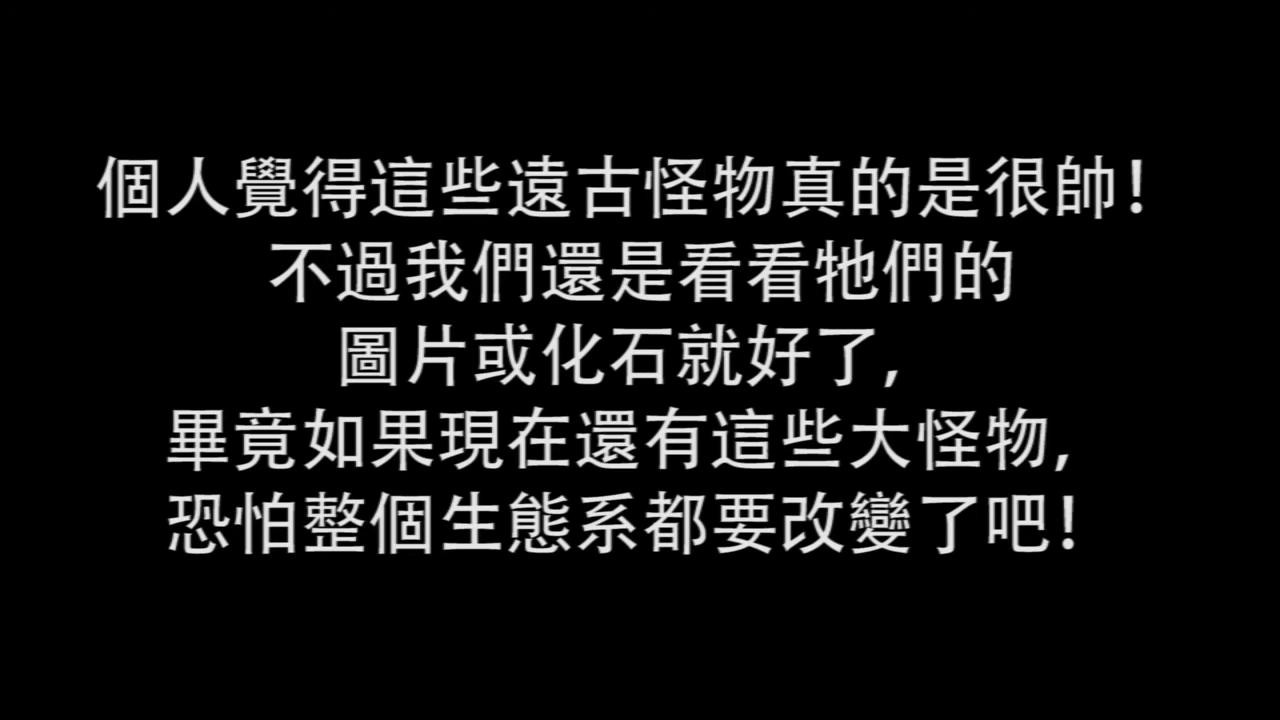 個人覺得這些遠古怪物真的是很帥！
不過我們還是看看牠們的
圖片或化石就好了，
畢竟如果現在還有這些大怪物，
恐怕整個生態系都要改變了吧！